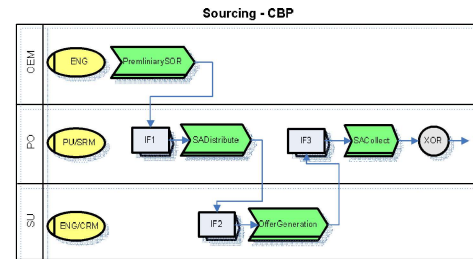 Sourcing - CBP
OEM
ENG
PremliniarySOR
PO
PU/SRM
IF1
SADistribute
IF3
SACollect
XOR
SU
ENG/CRM
IF2
OfferGeneration